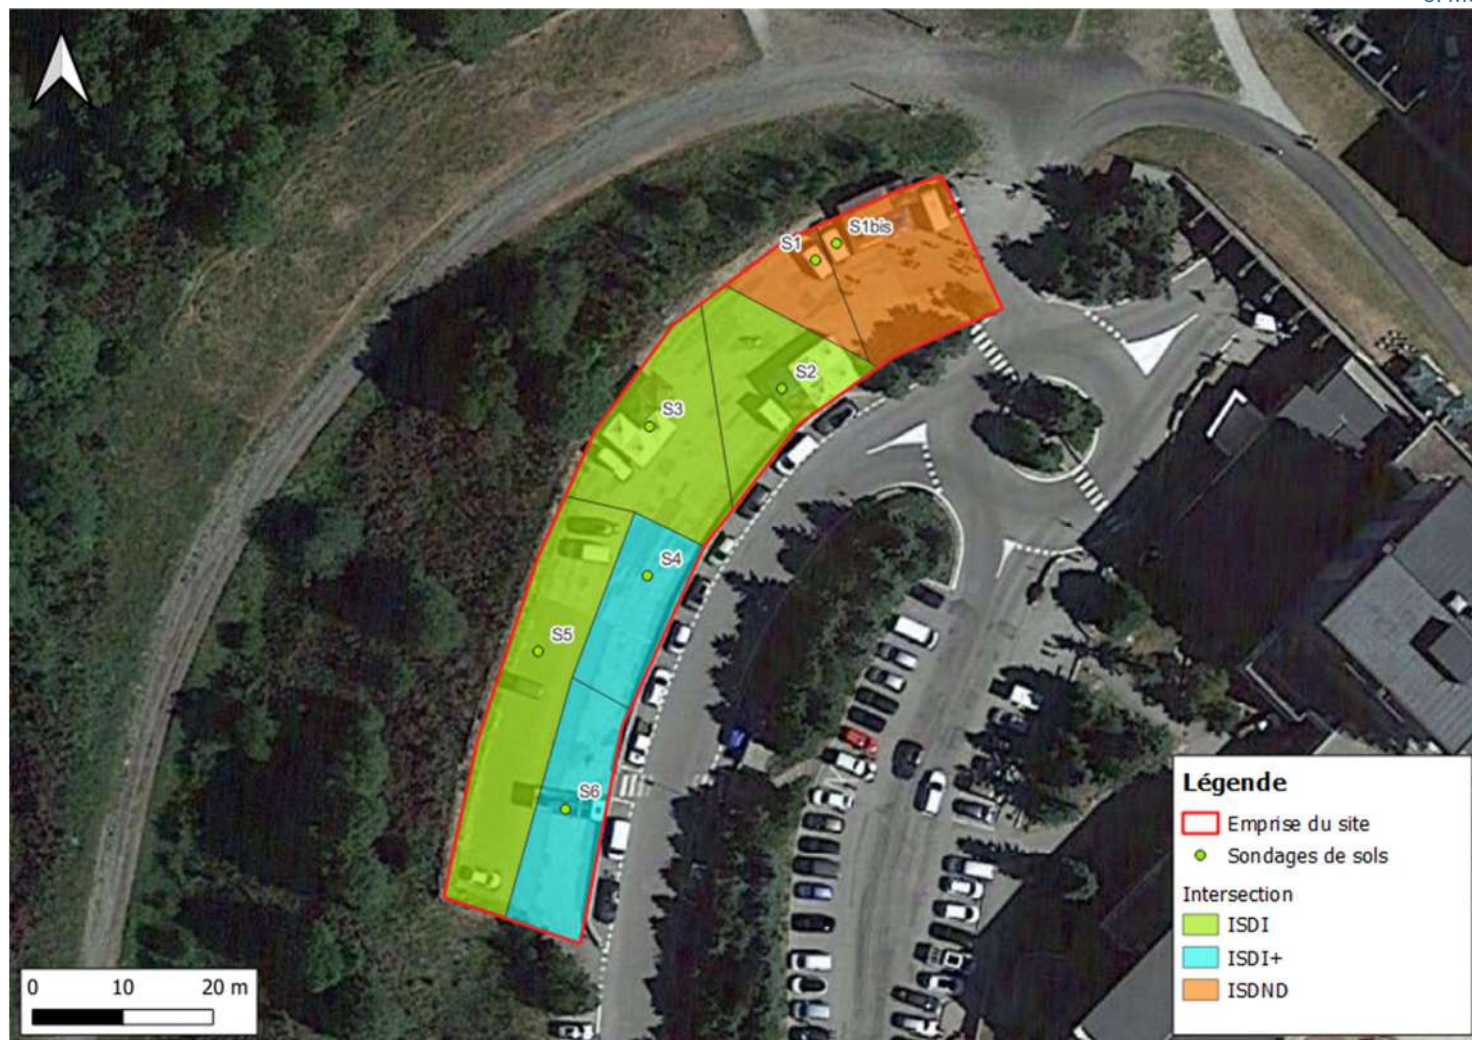 S1bis
S1
S2
S3
S4
S5
S6
Légende
Emprise du site
Sondages de sols
Intersection
ISDI
ISDI+
ISDND
0 10 20 m